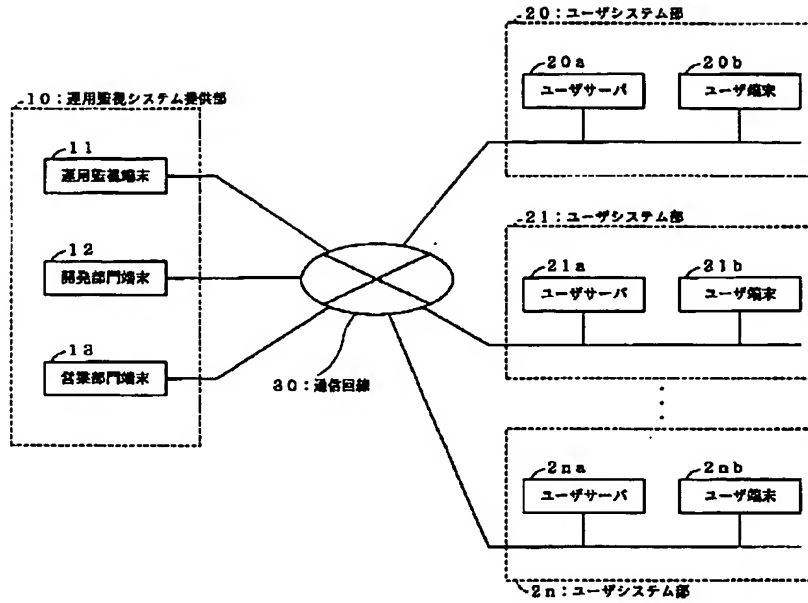 10：運用監視システム提供部
11
運用監視端末
12
開発部門端末
13
営業部門端末
30：通信回線
20：ユーザシステム部
20a
20b
ユーザサーバ
ユーザ端末
21：ユーザシステム部
21a
21b
ユーザサーバ
ユーザ端末
2na
2nb
ユーザサーバ
ユーザ端末
2n：ユーザシステム部